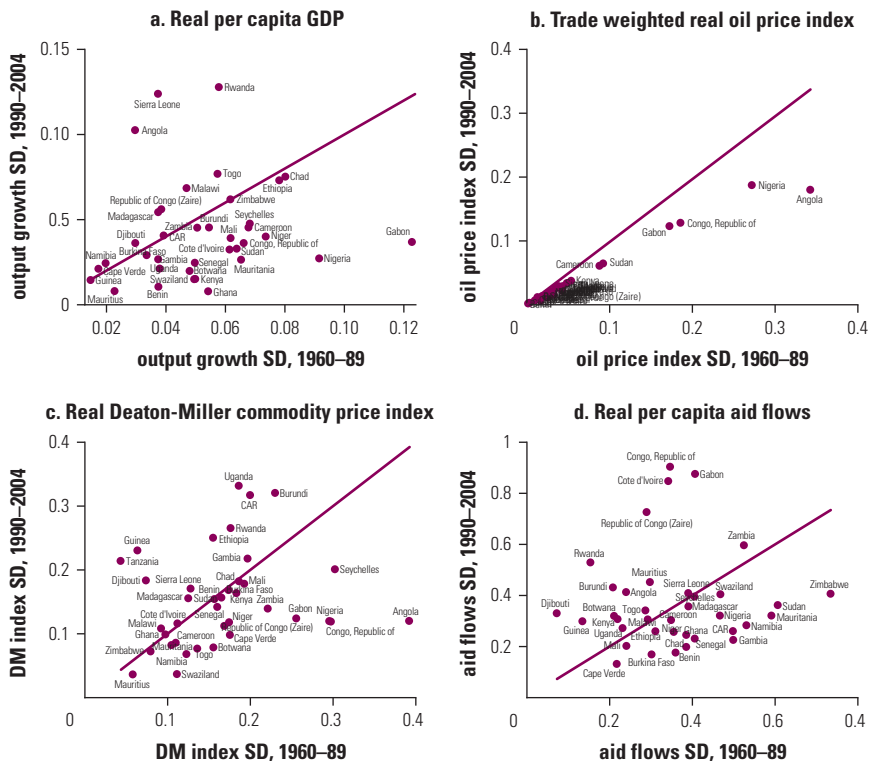 a. Real per capita GDP
output growth SD, 1990–2004
0.15
0.10
0.5
0
Rwanda
Sierra Leone
Angola
Togo
Chad
Malawi
Ethiopia
Zimbabwe
Republic of Congo (Zaire)
Madagascar
Seychelles
Zambia
Burundi
Cameroon
Djibouti
CAR
Mali
Niger
Gabon
Congo, Republic of
Burkina Faso
Cote d'Ivoire
Sudan
Namibia
Gambia
Senegal
Nigeria
Cape Verde
Uganda
Botswana
Mauritania
Guinea
Swaziland
Kenya
Mauritius
Benin
Ghana
0.02
0.04
0.06
0.08
0.10
0.12
output growth SD, 1960–89
b. Trade weighted real oil price index
oil price index SD, 1990–2004
0.4
0.3
0.2
0.1
0
Nigeria
Angola
Gabon
Congo, Republic of
Cameroon
Sudan
Kenya
0.1
0.2
0.3
0.4
oil price index SD, 1960–89
c. Real Deaton-Miller commodity price index
DM index SD, 1990–2004
0.4
0.3
0.2
0.1
0
Uganda
CAR
Burundi
Rwanda
Ethiopia
Guinea
Tanzania
Gambia
Seychelles
Djibouti
Sierra Leone
Chad
Mali
Benin
Burkina Faso
Madagascar
Sudan
Kenya
Zambia
Cote d'Ivoire
Senegal
Gabon
Nigeria
Angola
Malawi
Niger
Congo, Republic of
Ghana
Cameroon
Republic of Congo (Zaire)
Cape Verde
Zimbabwe
Mauritania
Botswana
Togo
Namibia
Mauritius
Swaziland
0.1
0.2
0.3
0.4
DM index SD, 1960–89
d. Real per capita aid flows
aid flows SD, 1990–2004
1
0.8
0.6
0.4
0.2
0
Congo, Republic of
Gabon
Cote d'Ivoire
Republic of Congo (Zaire)
Zambia
Rwanda
Mauritius
Burundi
Angola
Sierra Leone
Swaziland
Zimbabwe
Seychelles
Djibouti
Botswana
Togo
Madagascar
Sudan
Guinea
Kenya
Malawi
Cameroon
Nigeria
Mauritania
Uganda
Ethiopia
Niger
Ghana
CAR
Namibia
Mali
Chad
Senegal
Gambia
Cape Verde
Burkina Faso
Benin
0.1
0.2
0.3
0.4
0.4
aid flows SD, 1960–89